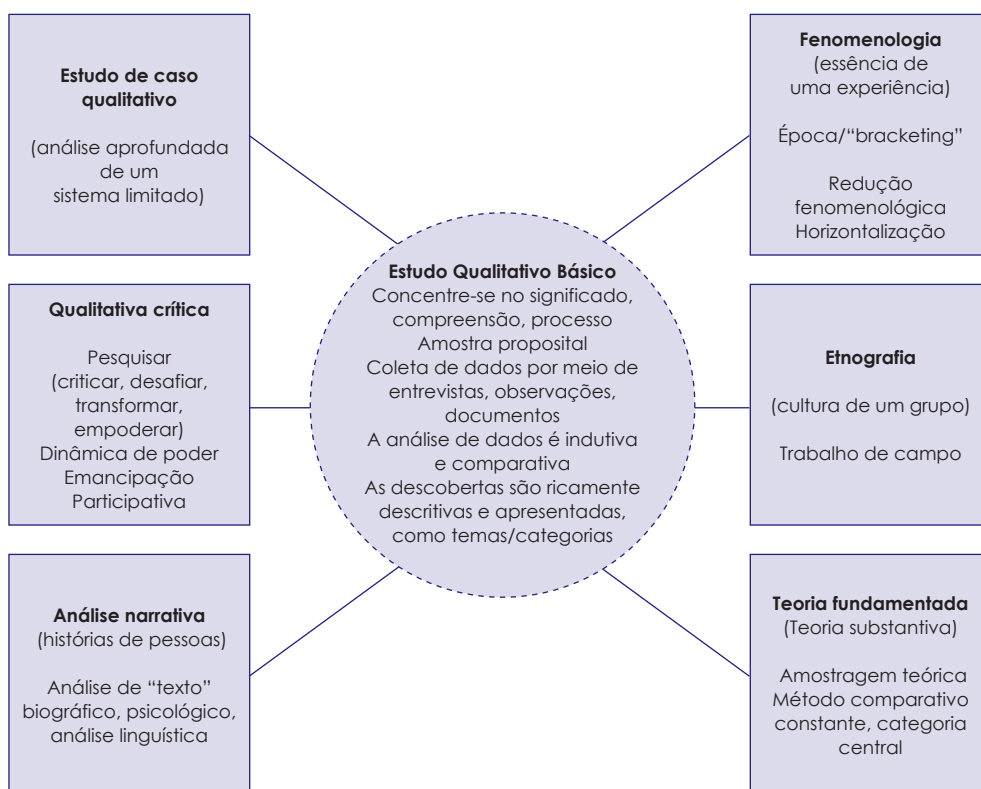 Estudo de caso
qualitativo
(análise aprofundada
de um
sistema limitado)
Qualitativa crítica
Pesquisar
(criticar, desafiar,
transformar,
empoderar)
Dinâmica de poder
Emancipação
Participativa
Análise narrativa
(histórias de pessoas)
Análise de “texto”
biográfico, psicológico,
análise linguística
Estudo Qualitativo Básico
Concentre-se no significado,
compreensão, processo
Amostra proposital
Coleta de dados por meio de
entrevistas, observações,
documentos
A análise de dados é indutiva
e comparativa
As descobertas são ricamente
descritivas e apresentadas,
como temas/categorias
Fenomenologia
(essência de
uma experiência)
Época/“bracketing”
Redução
fenomenológica
Horizontalização
Etnografia
(cultura de um grupo)
Trabalho de campo
Teoria fundamentada
(Teoria substantiva)
Amostragem teórica
Método comparativo
constante, categoria
central